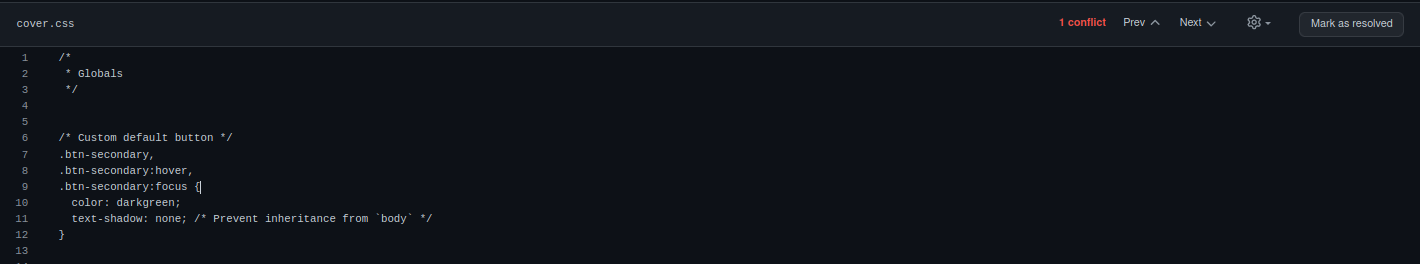 cover.css 1 conflict Prev Next Mark as resolved
1 /*
2 * Globals
3 */
4
5
6 /* Custom default button */
7 .btn-secondary,
8 .btn-secondary:hover,
9 .btn-secondary:focus {
10 color: darkgreen;
11 text-shadow: none; /* Prevent inheritance from `body` */
12 }
13